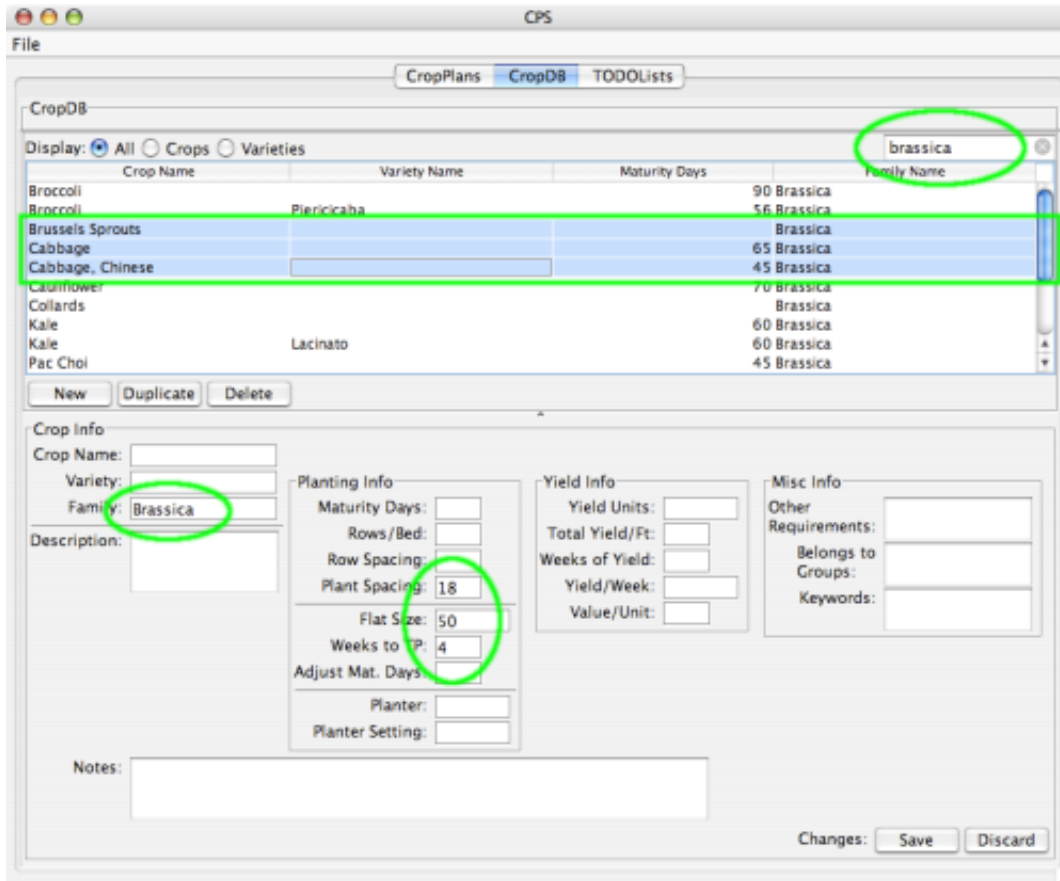 CPS
File
CropPlans CropDB TODOLists
CropDB
Display: All Crops Varieties brassica
Crop Name Variety Name Maturity Days Family Name
Broccoli 90 Brassica
Broccoli Piericicaba 56 Brassica
Brussels Sprouts Brassica
Cabbage 65 Brassica
Cabbage, Chinese 45 Brassica
Cauliflower 70 Brassica
Collards Brassica
Kale 60 Brassica
Kale Lacinato 60 Brassica
Pac Choi 45 Brassica
New Duplicate Delete
Crop Info
Crop Name:
Variety:
Family: Brassica
Description:
Planting Info
Maturity Days:
Rows/Bed:
Row Spacing:
Plant Spacing: 18
Flat Size: 50
Weeks to TP: 4
Adjust Mat. Days:
Planter:
Planter Setting:
Yield Info
Yield Units:
Total Yield/Ft:
Weeks of Yield:
Yield/Week:
Value/Unit:
Misc Info
Other
Requirements:
Belongs to
Groups:
Keywords:
Notes:
Changes: Save Discard